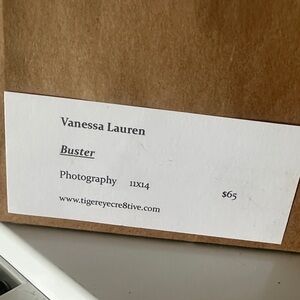 Vanessa Lauren
Buster
Photography 11x14
$65
www.tigereyecre8tive.com